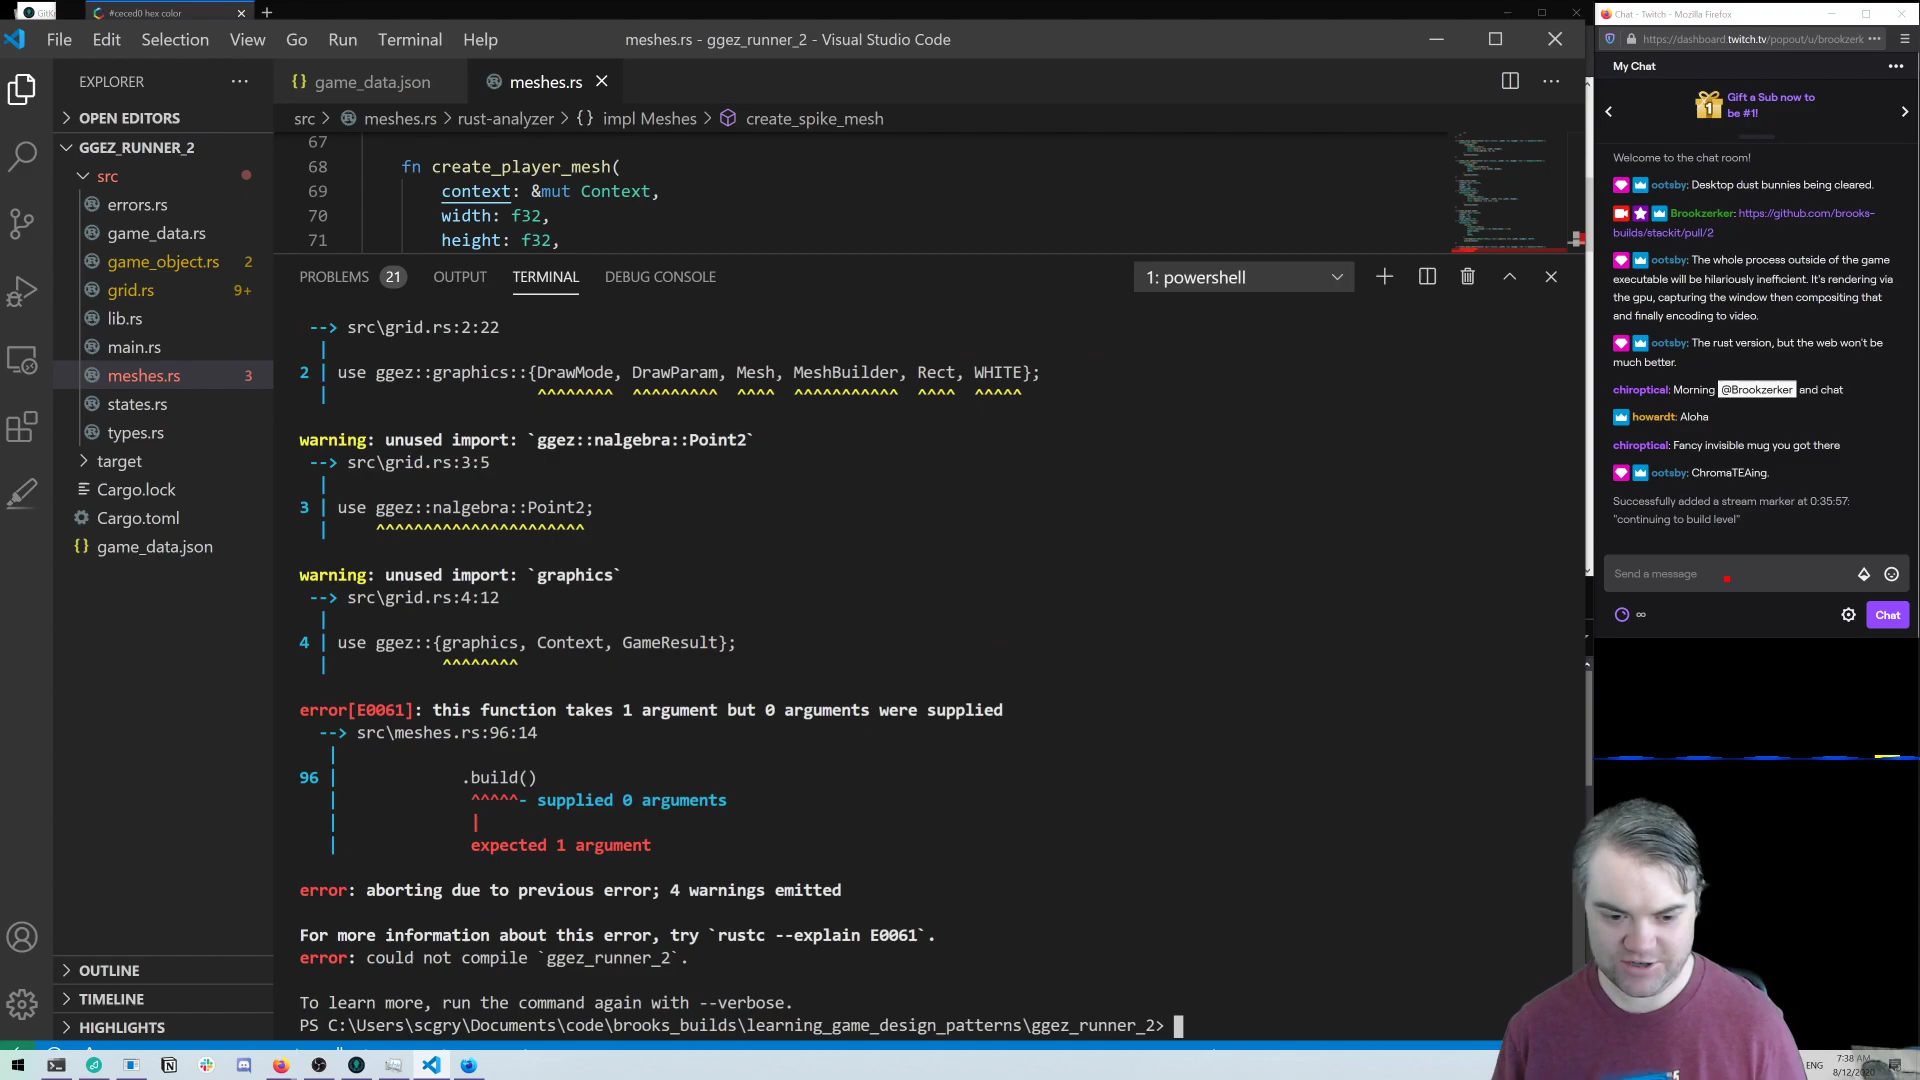 GitKr
#ceced0 hex color
File Edit Selection View Go Run Terminal Help
meshes.rs - ggez_runner_2 - Visual Studio Code
EXPLORER
OPEN EDITORS
GGEZ_RUNNER_2
src
errors.rs
game_data.rs
game_object.rs 2
grid.rs 9+
lib.rs
main.rs
meshes.rs 3
states.rs
types.rs
target
Cargo.lock
Cargo.toml
{} game_data.json
OUTLINE
TIMELINE
HIGHLIGHTS
{} game_data.json
meshes.rs
src > meshes.rs > rust-analyzer > {} impl Meshes > create_spike_mesh
67
68 fn create_player_mesh(
69 context: &mut Context,
70 width: f32,
71 height: f32,
PROBLEMS 21 OUTPUT TERMINAL DEBUG CONSOLE
1: powershell
--> src\grid.rs:2:22
|
2 | use ggez::graphics::{DrawMode, DrawParam, Mesh, MeshBuilder, Rect, WHITE};
| ^^^^^^^^ ^^^^^^^^^ ^^^^ ^^^^^^^^^^^ ^^^^ ^^^^^
warning: unused import: `ggez::nalgebra::Point2`
--> src\grid.rs:3:5
|
3 | use ggez::nalgebra::Point2;
| ^^^^^^^^^^^^^^^^^^^^^^
warning: unused import: `graphics`
--> src\grid.rs:4:12
|
4 | use ggez::{graphics, Context, GameResult};
| ^^^^^^^^
error[E0061]: this function takes 1 argument but 0 arguments were supplied
--> src\meshes.rs:96:14
|
96 | .build()
| ^^^^^- supplied 0 arguments
| |
| expected 1 argument
error: aborting due to previous error; 4 warnings emitted
For more information about this error, try `rustc --explain E0061`.
error: could not compile `ggez_runner_2`.
To learn more, run the command again with --verbose.
PS C:\Users\scgry\Documents\code\brooks_builds\learning_game_design_patterns\ggez_runner_2>
Chat - Twitch - Mozilla Firefox
https://dashboard.twitch.tv/popout/u/brookzerk
My Chat
1
Gift a Sub now to
be #1!
Welcome to the chat room!
ootsby: Desktop dust bunnies being cleared.
Brookzerker: https://github.com/brooks-
builds/stackit/pull/2
ootsby: The whole process outside of the game
executable will be hilariously inefficient. It's rendering via
the gpu, capturing the window then compositing that
and finally encoding to video.
ootsby: The rust version, but the web won't be
much better.
chiroptical: Morning @Brookzerker and chat
howardt: Aloha
chiroptical: Fancy invisible mug you got there
ootsby: ChromaTEAing.
Successfully added a stream marker at 0:35:57:
"continuing to build level"
Send a message
∞
Chat
ENG
7:38 AM
8/12/2020